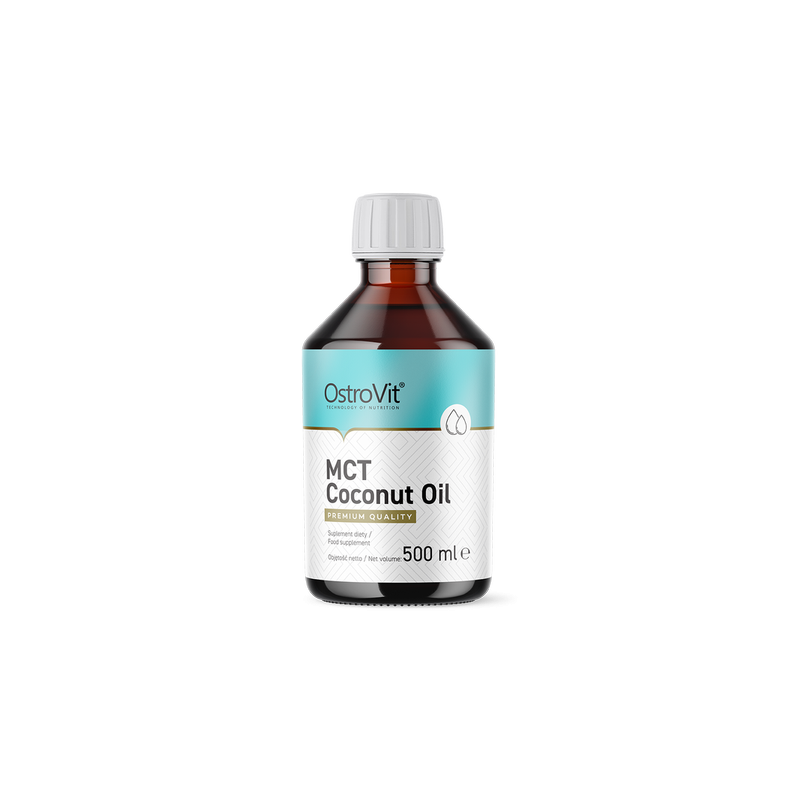 OstroVit®
TECHNOLOGY OF NUTRITION
MCT
Coconut Oil
PREMIUM QUALITY
Suplement diety /
Food supplement
Objętość netto / Net volume: 500 ml ℮